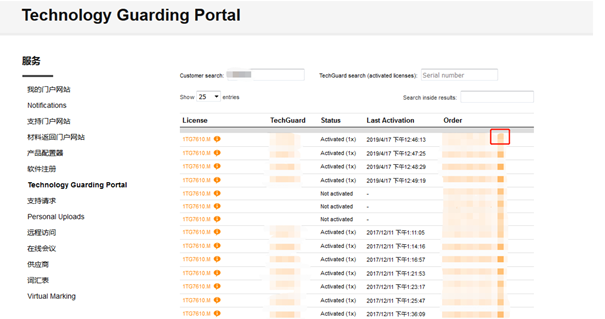 Technology Guarding Portal
服务
我的门户网站
Notifications
支持门户网站
材料返回门户网站
产品配置器
软件注册
Technology Guarding Portal
支持请求
Personal Uploads
远程访问
在线会议
供应商
词汇表
Virtual Marking
Customer search:
TechGuard search (activated licenses): Serial number
Show 25 entries
Search inside results:
License TechGuard Status Last Activation Order
1TG7610.M Activated (1x) 2019/4/17 下午12:46:13
1TG7610.M Activated (1x) 2019/4/17 下午12:47:25
1TG7610.M Activated (1x) 2019/4/17 下午12:48:29
1TG7610.M Activated (1x) 2019/4/17 下午12:49:19
1TG7610.M Not activated -
1TG7610.M Not activated -
1TG7610.M Not activated -
1TG7610.M Activated (1x) 2017/12/11 下午1:11:05
1TG7610.M Activated (1x) 2017/12/11 下午1:14:16
1TG7610.M Activated (1x) 2017/12/11 下午1:16:57
1TG7610.M Activated (1x) 2017/12/11 下午1:21:53
1TG7610.M Activated (1x) 2017/12/11 下午1:23:17
1TG7610.M Activated (1x) 2017/12/11 下午1:25:47
1TG7610.M Activated (1x) 2017/12/11 下午1:36:09